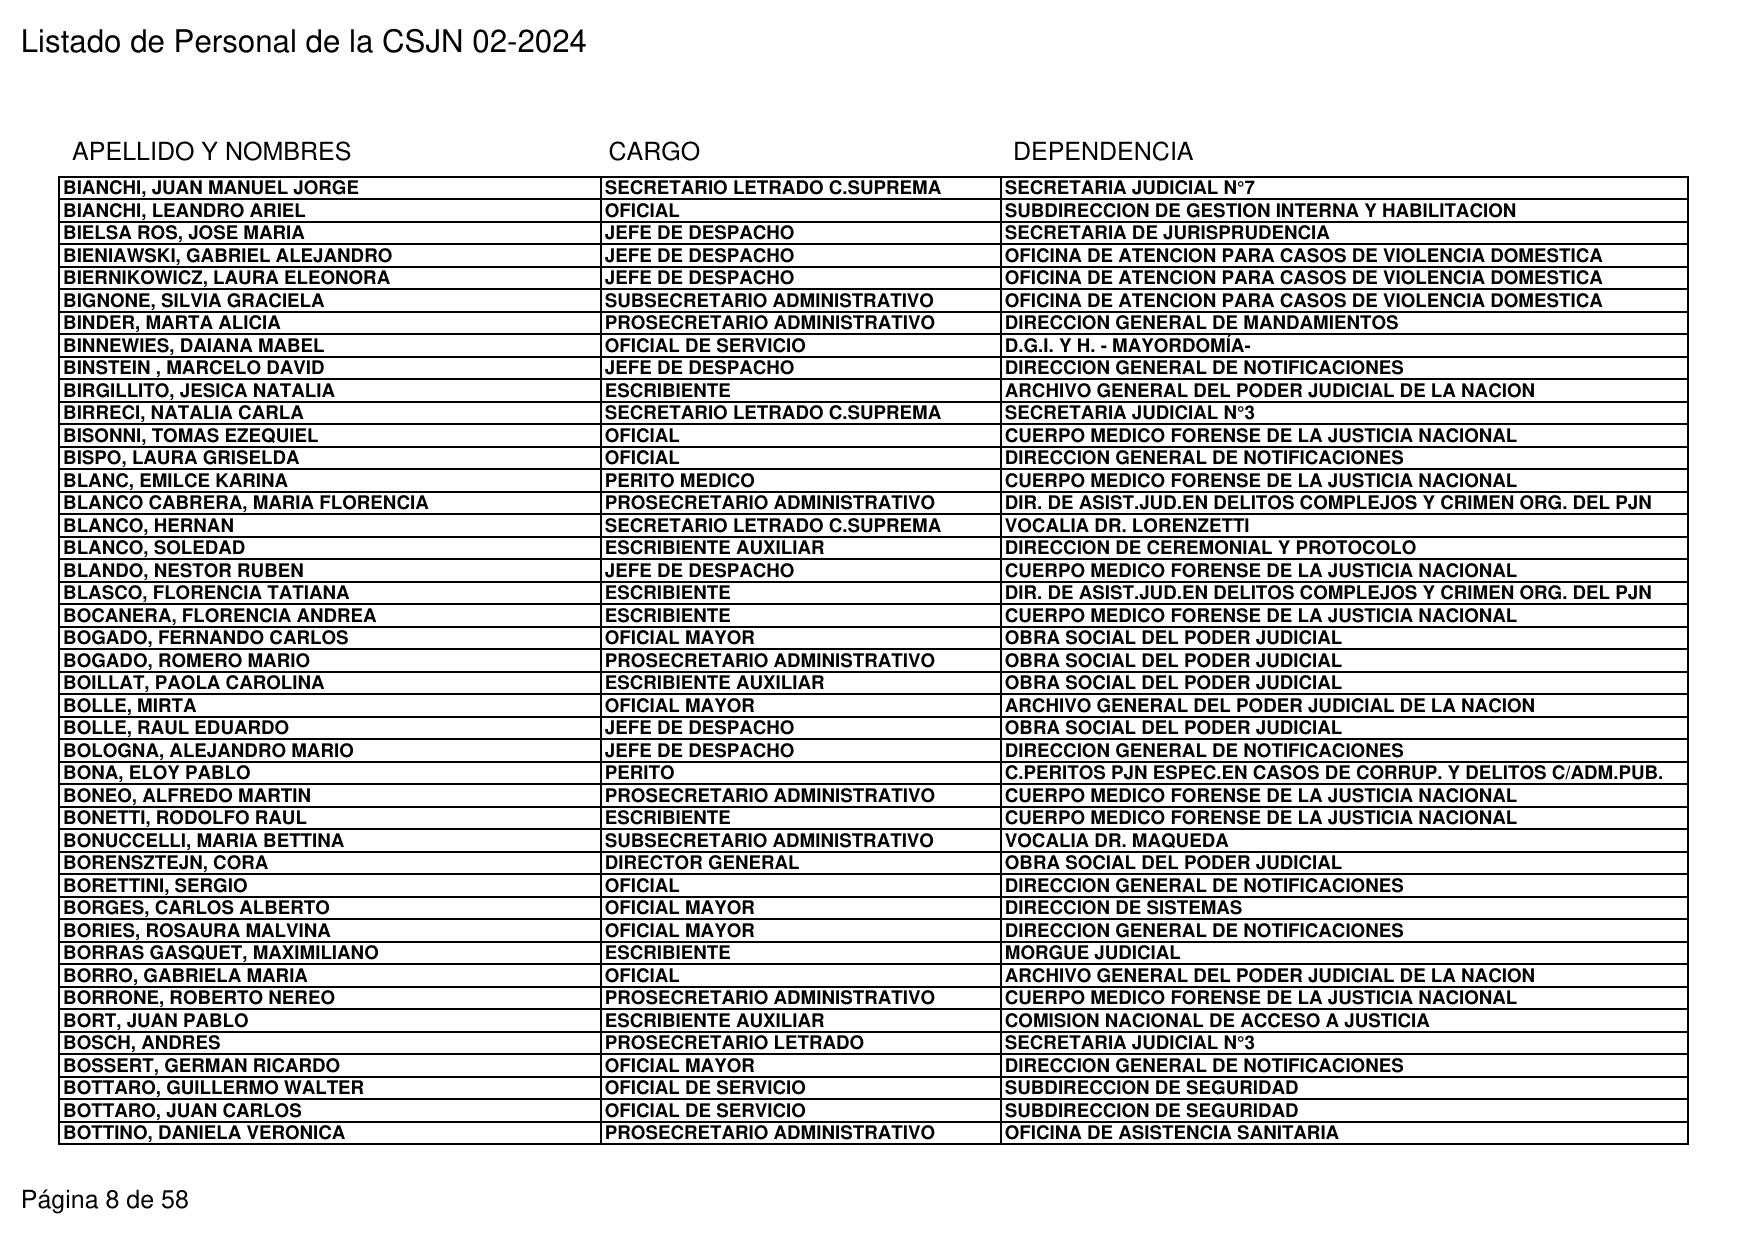 Listado de Personal de la CSJN 02-2024
APELLIDO Y NOMBRES CARGO DEPENDENCIA
BIANCHI, JUAN MANUEL JORGE SECRETARIO LETRADO C.SUPREMA SECRETARIA JUDICIAL N°7
BIANCHI, LEANDRO ARIEL OFICIAL SUBDIRECCION DE GESTION INTERNA Y HABILITACION
BIELSA ROS, JOSE MARIA JEFE DE DESPACHO SECRETARIA DE JURISPRUDENCIA
BIENIAWSKI, GABRIEL ALEJANDRO JEFE DE DESPACHO OFICINA DE ATENCION PARA CASOS DE VIOLENCIA DOMESTICA
BIERNIKOWICZ, LAURA ELEONORA JEFE DE DESPACHO OFICINA DE ATENCION PARA CASOS DE VIOLENCIA DOMESTICA
BIGNONE, SILVIA GRACIELA SUBSECRETARIO ADMINISTRATIVO OFICINA DE ATENCION PARA CASOS DE VIOLENCIA DOMESTICA
BINDER, MARTA ALICIA PROSECRETARIO ADMINISTRATIVO DIRECCION GENERAL DE MANDAMIENTOS
BINNEWIES, DAIANA MABEL OFICIAL DE SERVICIO D.G.I. Y H. - MAYORDOMÍA-
BINSTEIN , MARCELO DAVID JEFE DE DESPACHO DIRECCION GENERAL DE NOTIFICACIONES
BIRGILLITO, JESICA NATALIA ESCRIBIENTE ARCHIVO GENERAL DEL PODER JUDICIAL DE LA NACION
BIRRECI, NATALIA CARLA SECRETARIO LETRADO C.SUPREMA SECRETARIA JUDICIAL N°3
BISONNI, TOMAS EZEQUIEL OFICIAL CUERPO MEDICO FORENSE DE LA JUSTICIA NACIONAL
BISPO, LAURA GRISELDA OFICIAL DIRECCION GENERAL DE NOTIFICACIONES
BLANC, EMILCE KARINA PERITO MEDICO CUERPO MEDICO FORENSE DE LA JUSTICIA NACIONAL
BLANCO CABRERA, MARIA FLORENCIA PROSECRETARIO ADMINISTRATIVO DIR. DE ASIST.JUD.EN DELITOS COMPLEJOS Y CRIMEN ORG. DEL PJN
BLANCO, HERNAN SECRETARIO LETRADO C.SUPREMA VOCALIA DR. LORENZETTI
BLANCO, SOLEDAD ESCRIBIENTE AUXILIAR DIRECCION DE CEREMONIAL Y PROTOCOLO
BLANDO, NESTOR RUBEN JEFE DE DESPACHO CUERPO MEDICO FORENSE DE LA JUSTICIA NACIONAL
BLASCO, FLORENCIA TATIANA ESCRIBIENTE DIR. DE ASIST.JUD.EN DELITOS COMPLEJOS Y CRIMEN ORG. DEL PJN
BOCANERA, FLORENCIA ANDREA ESCRIBIENTE CUERPO MEDICO FORENSE DE LA JUSTICIA NACIONAL
BOGADO, FERNANDO CARLOS OFICIAL MAYOR OBRA SOCIAL DEL PODER JUDICIAL
BOGADO, ROMERO MARIO PROSECRETARIO ADMINISTRATIVO OBRA SOCIAL DEL PODER JUDICIAL
BOILLAT, PAOLA CAROLINA ESCRIBIENTE AUXILIAR OBRA SOCIAL DEL PODER JUDICIAL
BOLLE, MIRTA OFICIAL MAYOR ARCHIVO GENERAL DEL PODER JUDICIAL DE LA NACION
BOLLE, RAUL EDUARDO JEFE DE DESPACHO OBRA SOCIAL DEL PODER JUDICIAL
BOLOGNA, ALEJANDRO MARIO JEFE DE DESPACHO DIRECCION GENERAL DE NOTIFICACIONES
BONA, ELOY PABLO PERITO C.PERITOS PJN ESPEC.EN CASOS DE CORRUP. Y DELITOS C/ADM.PUB.
BONEO, ALFREDO MARTIN PROSECRETARIO ADMINISTRATIVO CUERPO MEDICO FORENSE DE LA JUSTICIA NACIONAL
BONETTI, RODOLFO RAUL ESCRIBIENTE CUERPO MEDICO FORENSE DE LA JUSTICIA NACIONAL
BONUCCELLI, MARIA BETTINA SUBSECRETARIO ADMINISTRATIVO VOCALIA DR. MAQUEDA
BORENSZTEJN, CORA DIRECTOR GENERAL OBRA SOCIAL DEL PODER JUDICIAL
BORETTINI, SERGIO OFICIAL DIRECCION GENERAL DE NOTIFICACIONES
BORGES, CARLOS ALBERTO OFICIAL MAYOR DIRECCION DE SISTEMAS
BORIES, ROSAURA MALVINA OFICIAL MAYOR DIRECCION GENERAL DE NOTIFICACIONES
BORRAS GASQUET, MAXIMILIANO ESCRIBIENTE MORGUE JUDICIAL
BORRO, GABRIELA MARIA OFICIAL ARCHIVO GENERAL DEL PODER JUDICIAL DE LA NACION
BORRONE, ROBERTO NEREO PROSECRETARIO ADMINISTRATIVO CUERPO MEDICO FORENSE DE LA JUSTICIA NACIONAL
BORT, JUAN PABLO ESCRIBIENTE AUXILIAR COMISION NACIONAL DE ACCESO A JUSTICIA
BOSCH, ANDRES PROSECRETARIO LETRADO SECRETARIA JUDICIAL N°3
BOSSERT, GERMAN RICARDO OFICIAL MAYOR DIRECCION GENERAL DE NOTIFICACIONES
BOTTARO, GUILLERMO WALTER OFICIAL DE SERVICIO SUBDIRECCION DE SEGURIDAD
BOTTARO, JUAN CARLOS OFICIAL DE SERVICIO SUBDIRECCION DE SEGURIDAD
BOTTINO, DANIELA VERONICA PROSECRETARIO ADMINISTRATIVO OFICINA DE ASISTENCIA SANITARIA
Página 8 de 58